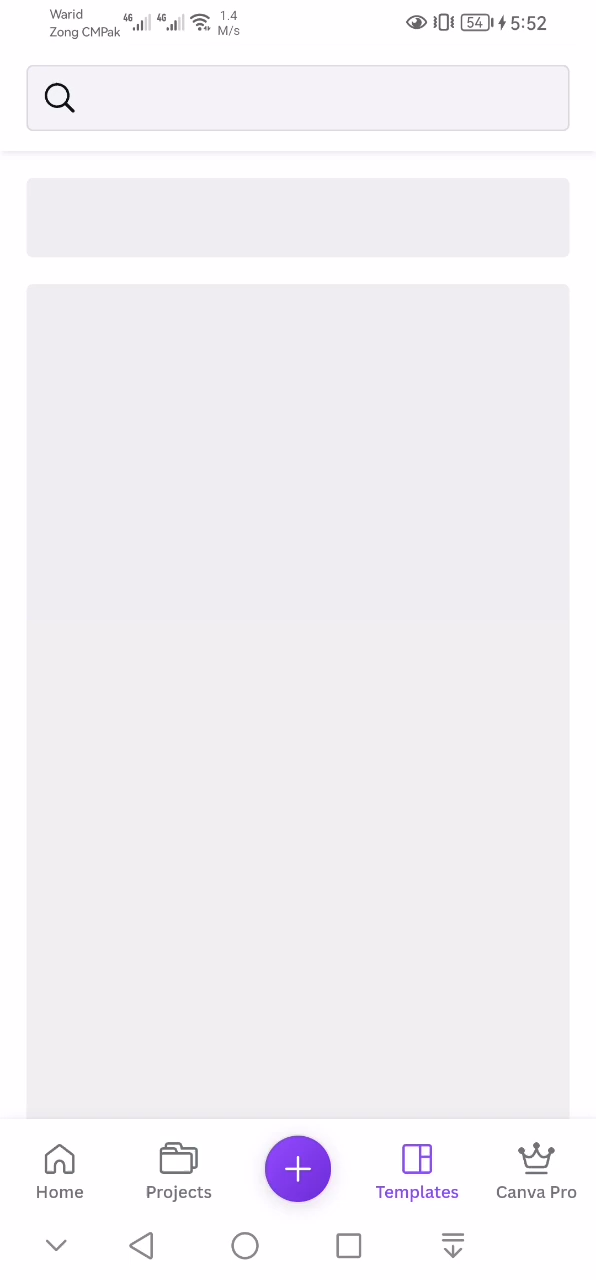 Warid
Zong CMPak
4G
4G
1.4
M/s
54
5:52
Home
Projects
Templates
Canva Pro